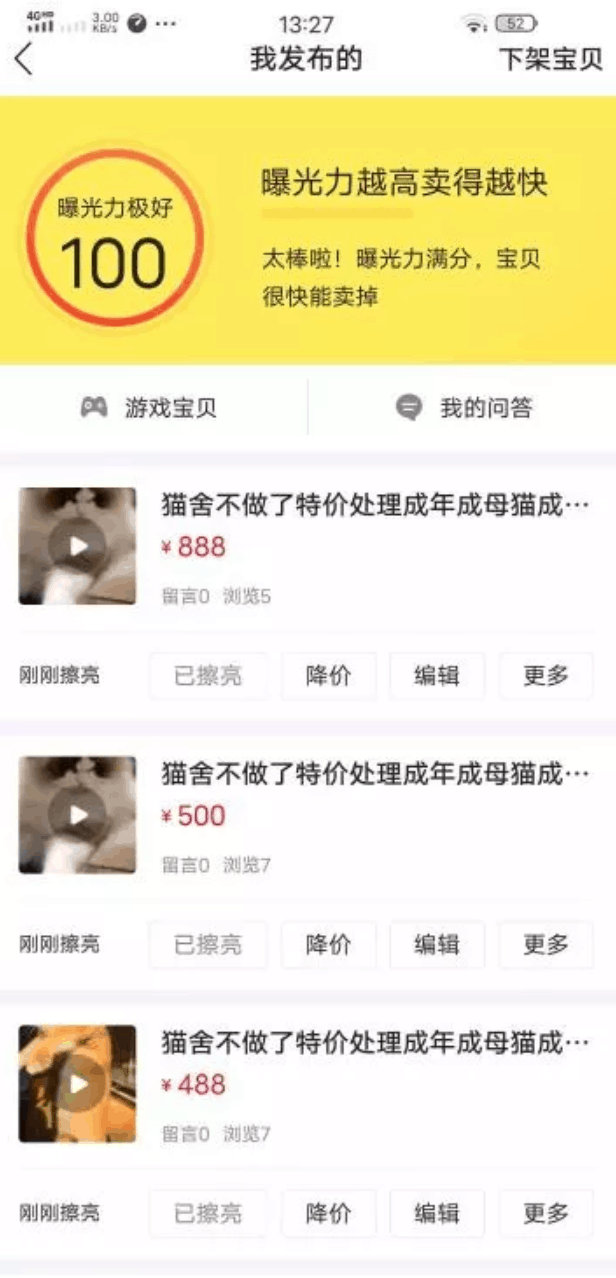 4G HD 3.00 KB/s 13:27 52
我发布的 下架宝贝
曝光力极好
100
曝光力越高卖得越快
太棒啦！曝光力满分，宝贝
很快能卖掉
游戏宝贝 我的问答
猫舍不做了特价处理成年成母猫成…
¥888
留言0 浏览5
刚刚擦亮 已擦亮 降价 编辑 更多
猫舍不做了特价处理成年成母猫成…
¥500
留言0 浏览7
刚刚擦亮 已擦亮 降价 编辑 更多
猫舍不做了特价处理成年成母猫成…
¥488
留言0 浏览7
刚刚擦亮 已擦亮 降价 编辑 更多